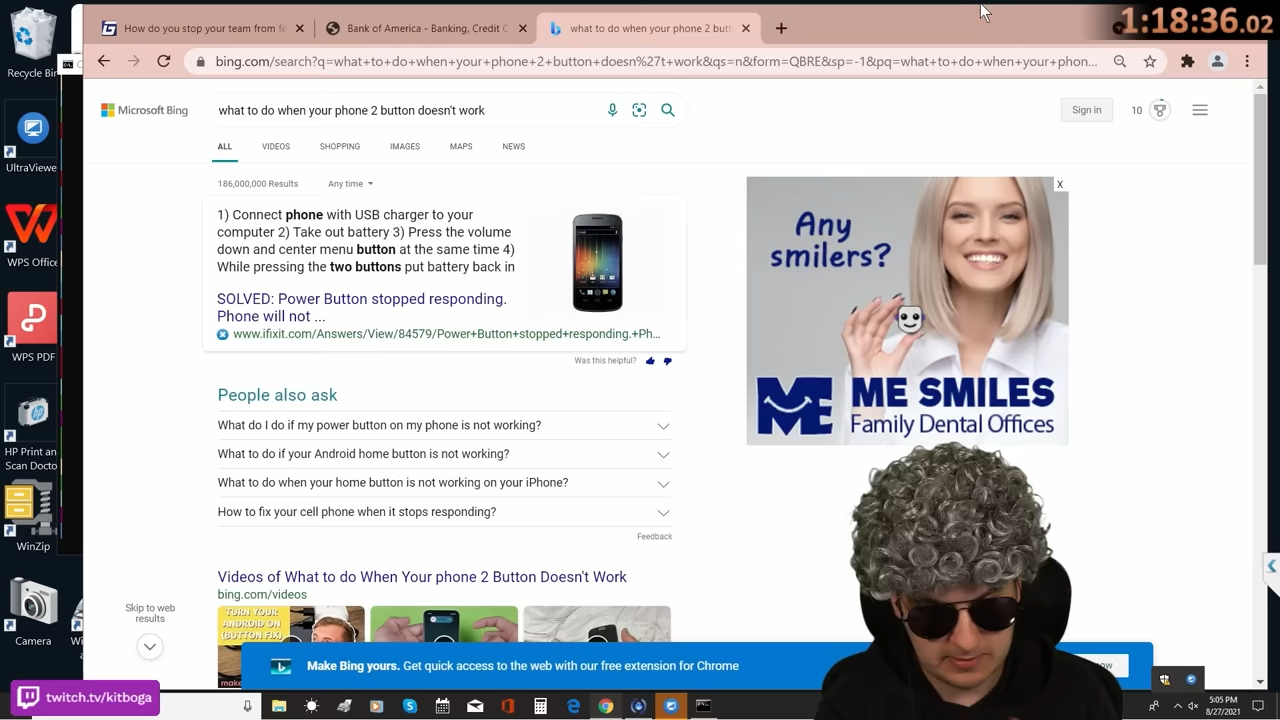 1:18:36.02
Recycle Bin
UltraViewer
WPS Office
WPS PDF
HP Print an
Scan Docto
WinZip
Camera
How do you stop your team from fe
Bank of America - Banking, Credit C
what to do when your phone 2 butt
bing.com/search?q=what+to+do+when+your+phone+2+button+doesn%27t+work&qs=n&form=QBRE&sp=-1&pq=what+to+do+when+your+phon...
Microsoft Bing
what to do when your phone 2 button doesn't work
Sign in
10
ALL
VIDEOS
SHOPPING
IMAGES
MAPS
NEWS
186,000,000 Results
Any time
1) Connect phone with USB charger to your
computer 2) Take out battery 3) Press the volume
down and center menu button at the same time 4)
While pressing the two buttons put battery back in
SOLVED: Power Button stopped responding.
Phone will not ...
www.ifixit.com/Answers/View/84579/Power+Button+stopped+responding.+Ph...
Was this helpful?
People also ask
What do I do if my power button on my phone is not working?
What to do if your Android home button is not working?
What to do when your home button is not working on your iPhone?
How to fix your cell phone when it stops responding?
Feedback
Videos of What to do When Your phone 2 Button Doesn't Work
bing.com/videos
TURN YOUR
ANDROID ON
(BUTTON FIX)
Skip to web
results
X
Any
smilers?
ME
ME SMILES
Family Dental Offices
Make Bing yours. Get quick access to the web with our free extension for Chrome
now
twitch.tv/kitboga
5:05 PM
8/27/2021